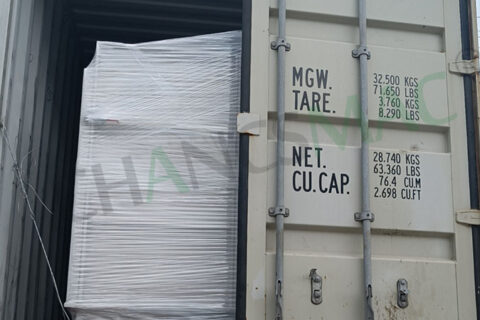 MGW. 32.500 KGS
71.650 LBS
TARE. 3.760 KGS
8.290 LBS
NET. 28.740 KGS
63.360 LBS
CU.CAP. 76.4 CU.M
2.698 CU.FT
CHANGSMAC